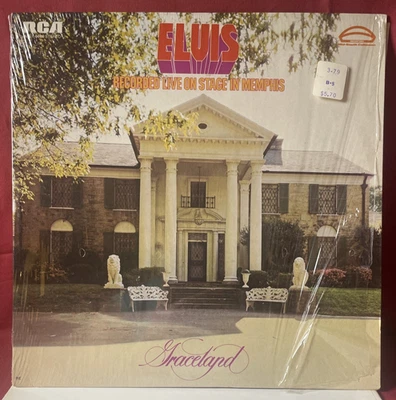 RCA
ELVIS
RECORDED LIVE ON STAGE IN MEMPHIS
$5.70
Graceland